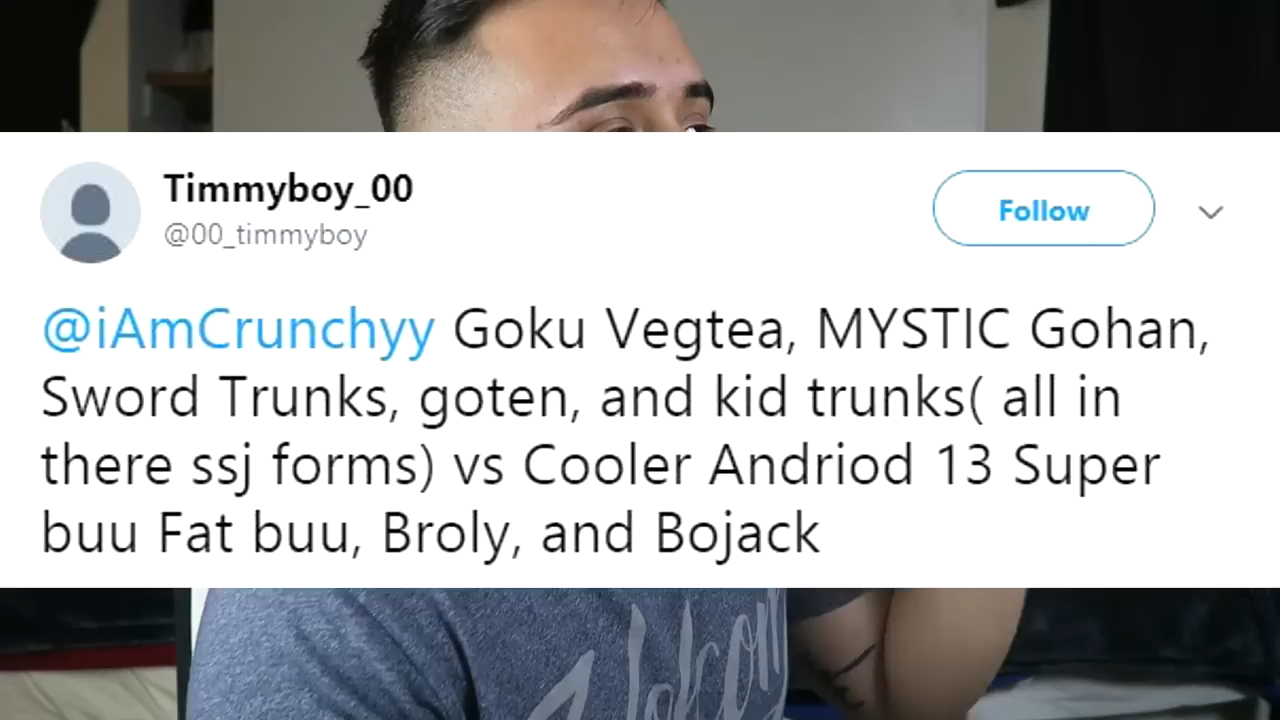 Timmyboy_00
@00_timmyboy
Follow
@iAmCrunchyy Goku Vegtea, MYSTIC Gohan,
Sword Trunks, goten, and kid trunks( all in
there ssj forms) vs Cooler Andriod 13 Super
buu Fat buu, Broly, and Bojack